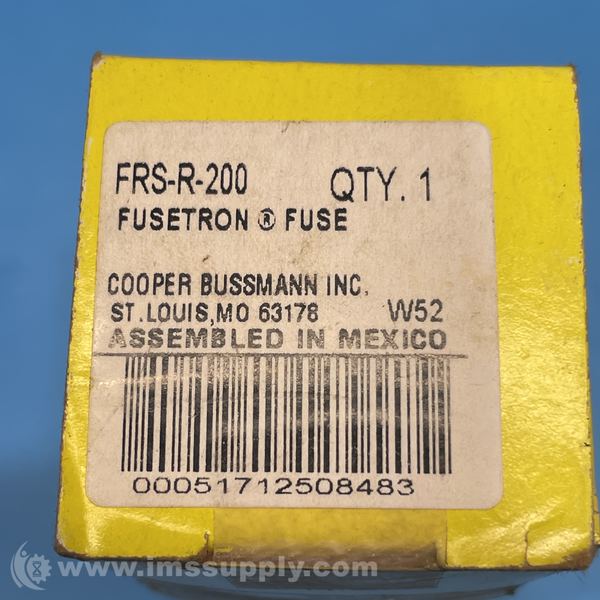 FRS-R-200 QTY. 1
FUSETRON ® FUSE
COOPER BUSSMANN INC.
ST. LOUIS, MO 63178 W52
ASSEMBLED IN MEXICO
00051712508483
www.imssupply.com